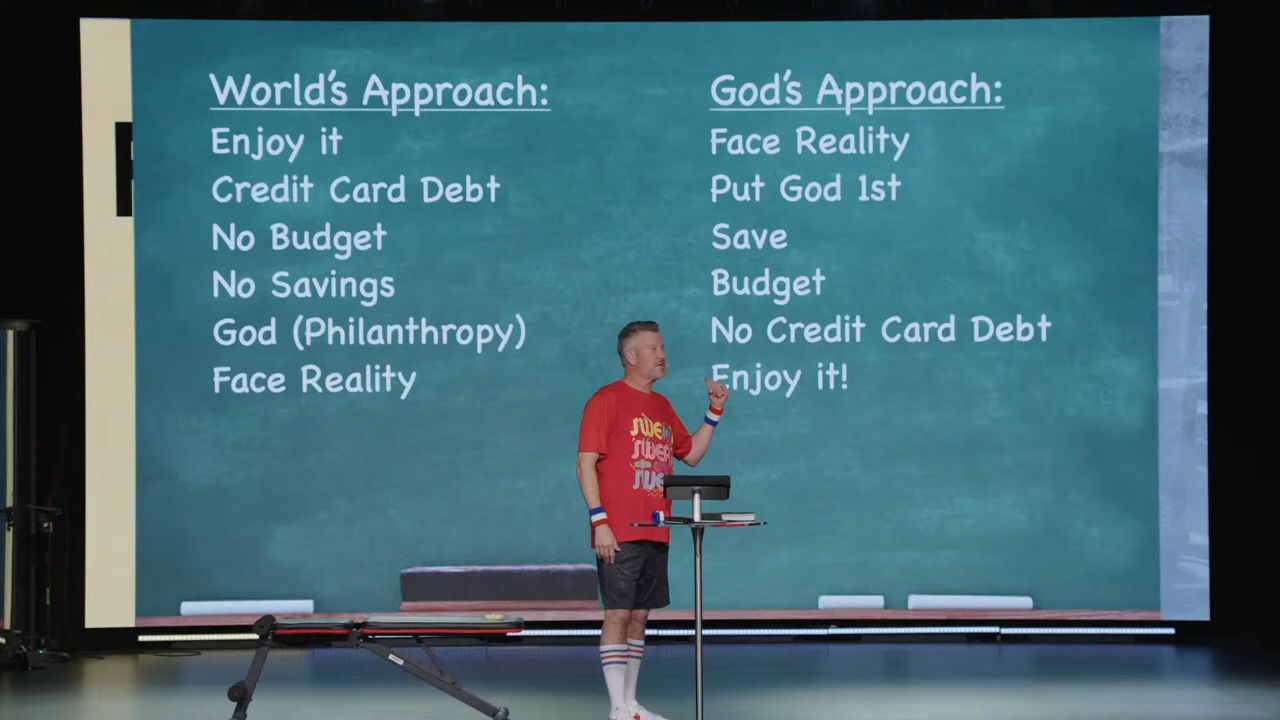 World's Approach:
Enjoy it
Credit Card Debt
No Budget
No Savings
God (Philanthropy)
Face Reality
God's Approach:
Face Reality
Put God 1st
Save
Budget
No Credit Card Debt
Enjoy it!